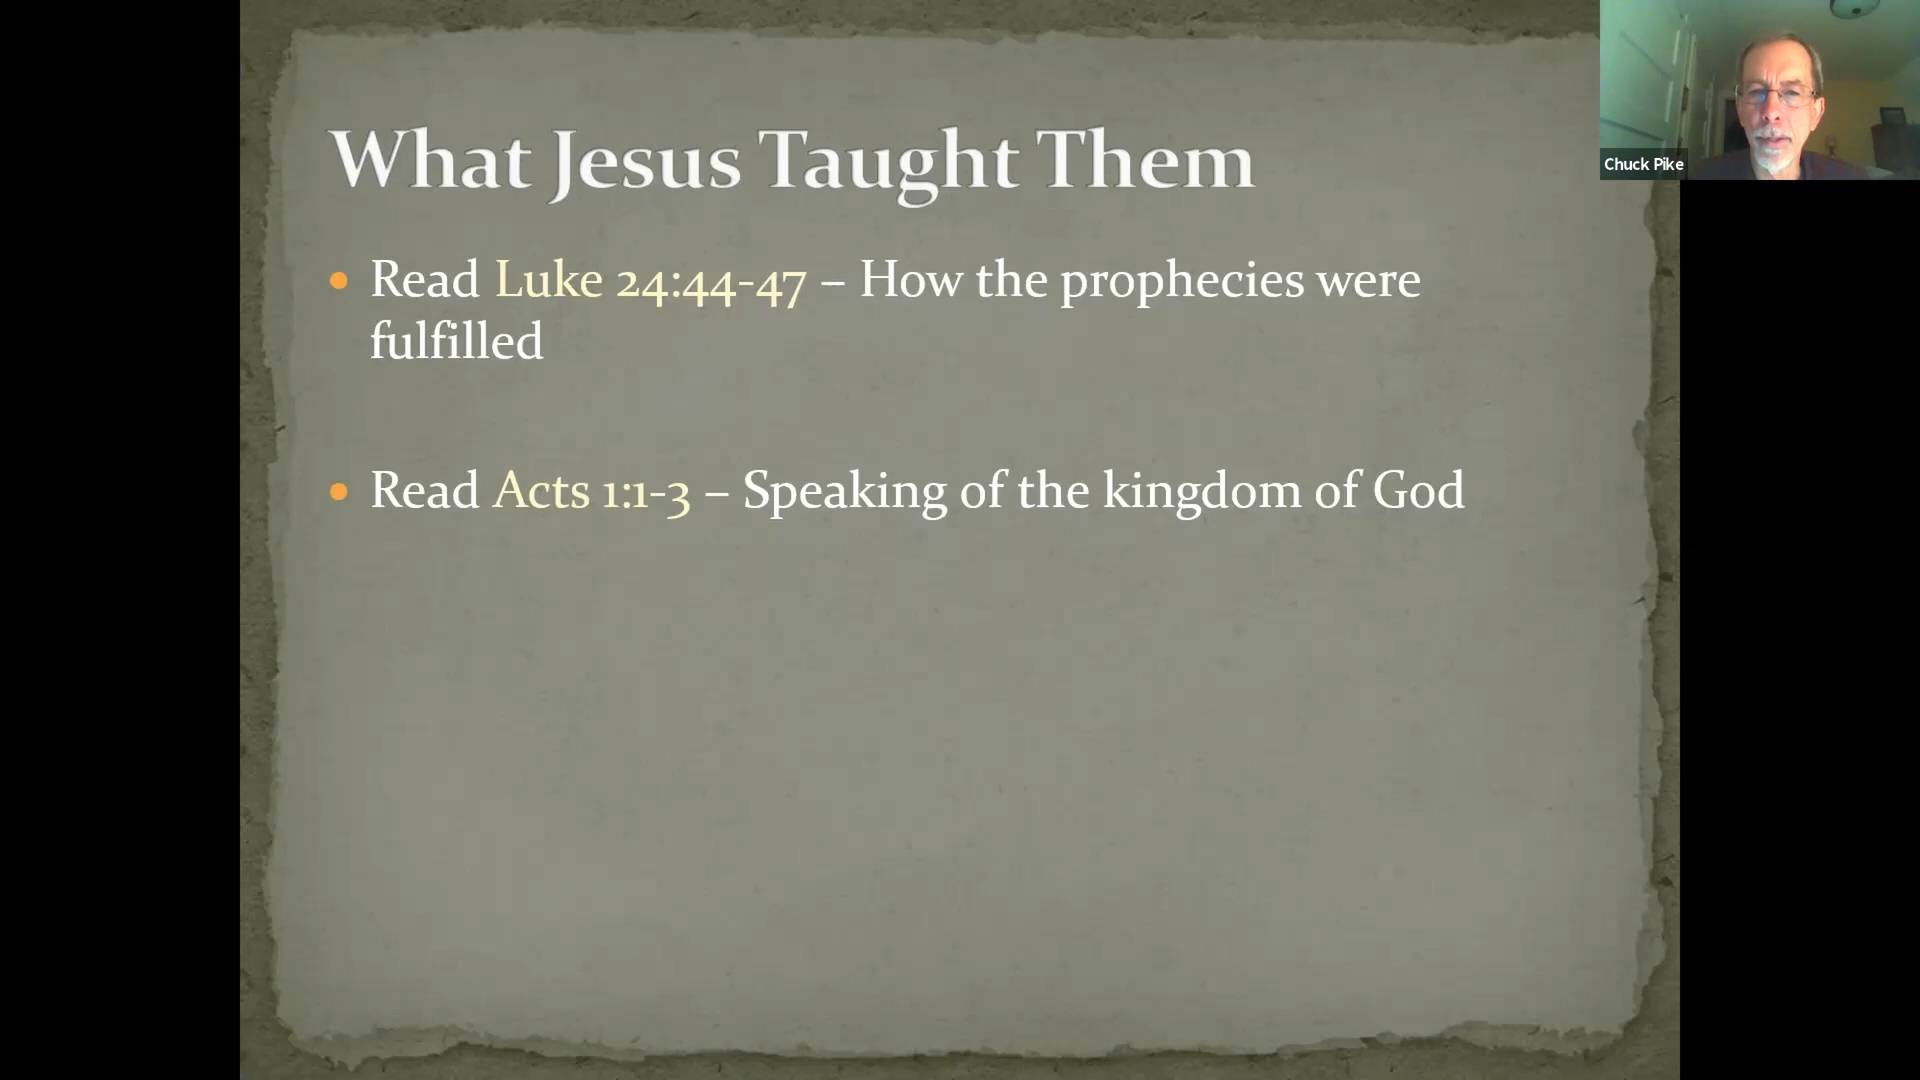 What Jesus Taught Them
• Read Luke 24:44-47 – How the prophecies were
fulfilled
• Read Acts 1:1-3 – Speaking of the kingdom of God
Chuck Pike